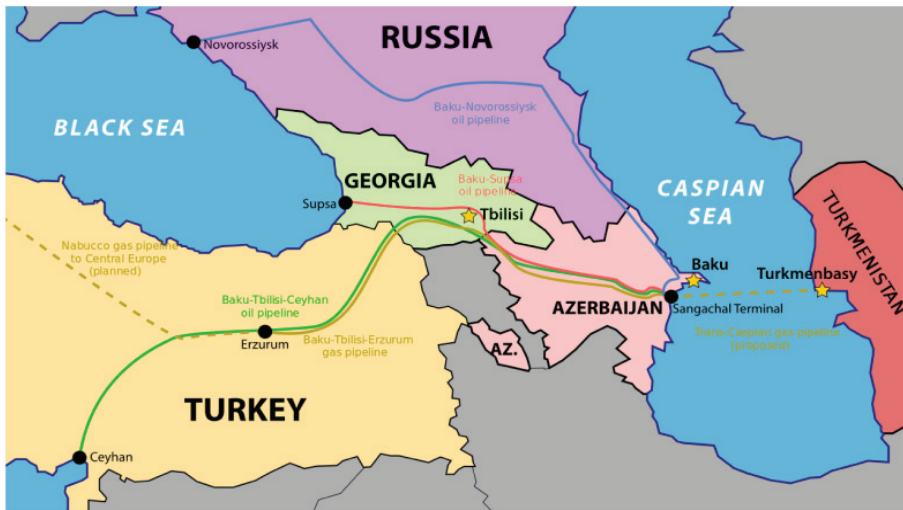 RUSSIA
Novorossiysk
Baku-Novorossiysk
oil pipeline
BLACK SEA
GEORGIA
Baku-Supsa
oil pipeline
CASPIAN
SEA
Supsa
Tbilisi
TURKMENISTAN
Nabucco gas pipeline
to Central Europe
(planned)
Baku
Turkmenbasy
Baku-Tbilisi-Ceyhan
oil pipeline
AZERBAIJAN
Sangachal Terminal
Erzurum
Baku-Tbilisi-Erzurum
gas pipeline
Trans-Caspian gas pipeline
(proposed)
AZ.
TURKEY
Ceyhan